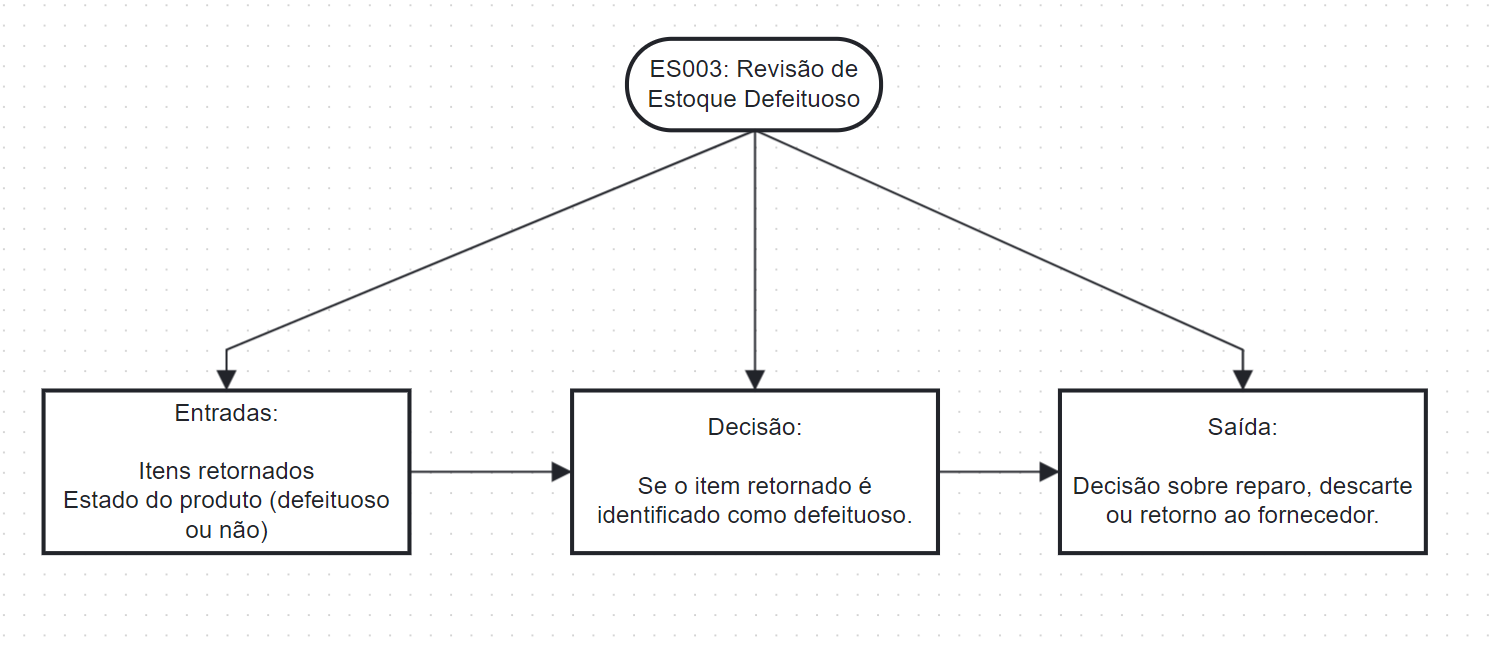 ES003: Revisão de
Estoque Defeituoso
Entradas:
Itens retornados
Estado do produto (defeituoso
ou não)
Decisão:
Se o item retornado é
identificado como defeituoso.
Saída:
Decisão sobre reparo, descarte
ou retorno ao fornecedor.